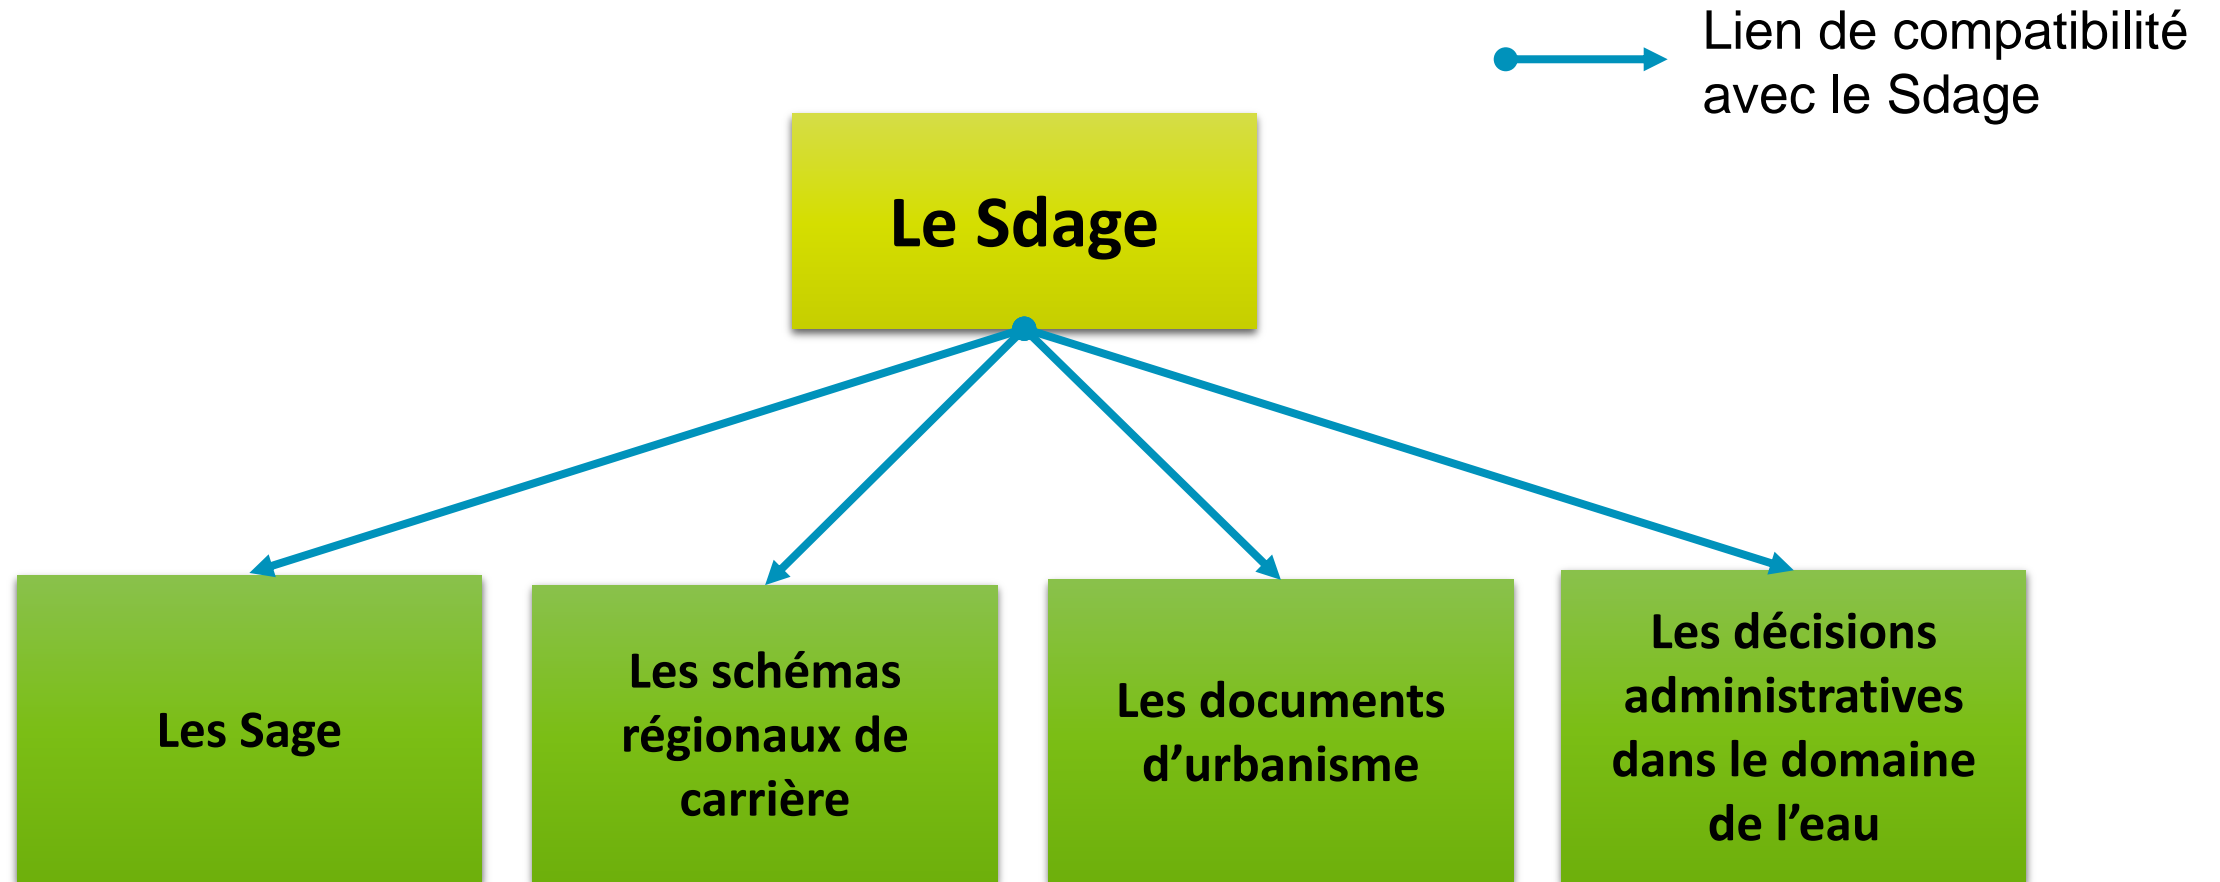 Lien de compatibilité
avec le Sdage
Le Sdage
Les Sage
Les schémas
régionaux de
carrière
Les documents
d’urbanisme
Les décisions
administratives
dans le domaine
de l’eau